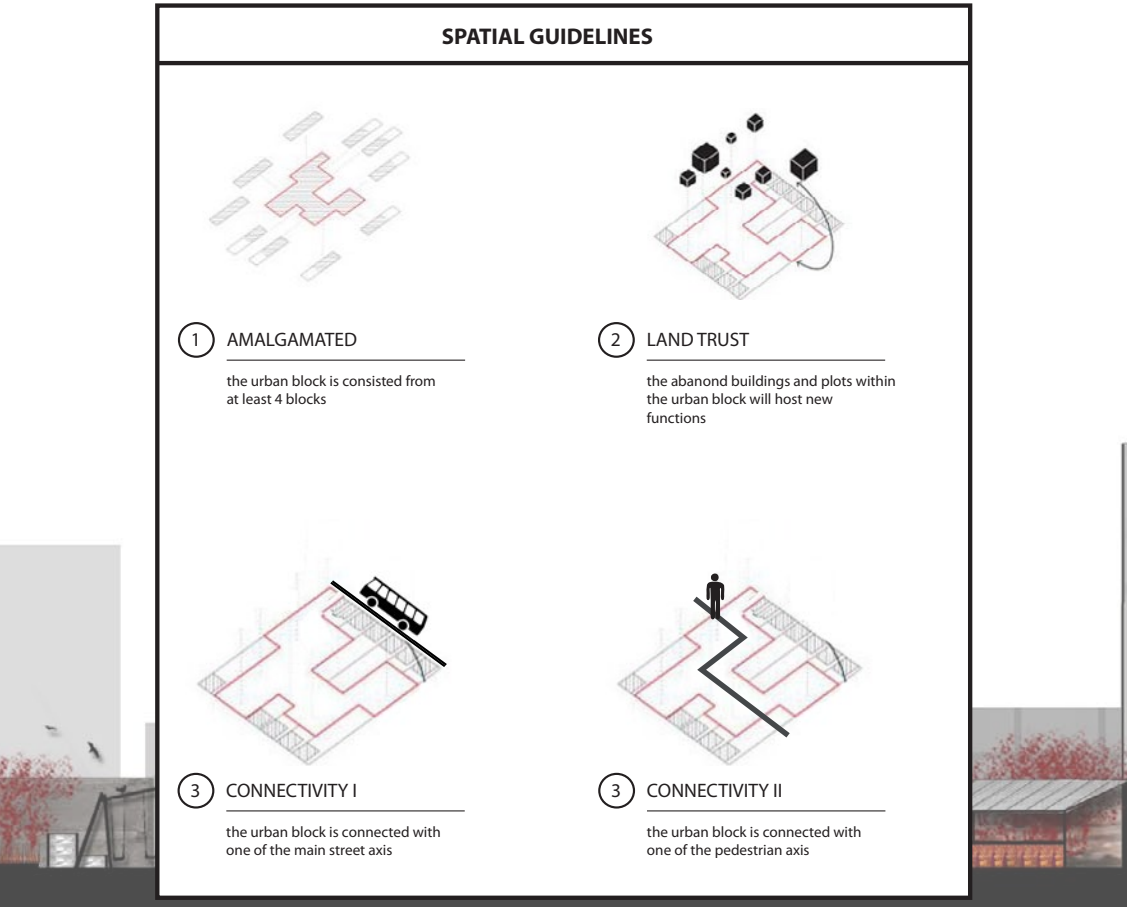 SPATIAL GUIDELINES
1 AMALGAMATED
the urban block is consisted from
at least 4 blocks
2 LAND TRUST
the abanond buildings and plots within
the urban block will host new
functions
3 CONNECTIVITY I
the urban block is connected with
one of the main street axis
3 CONNECTIVITY II
the urban block is connected with
one of the pedestrian axis